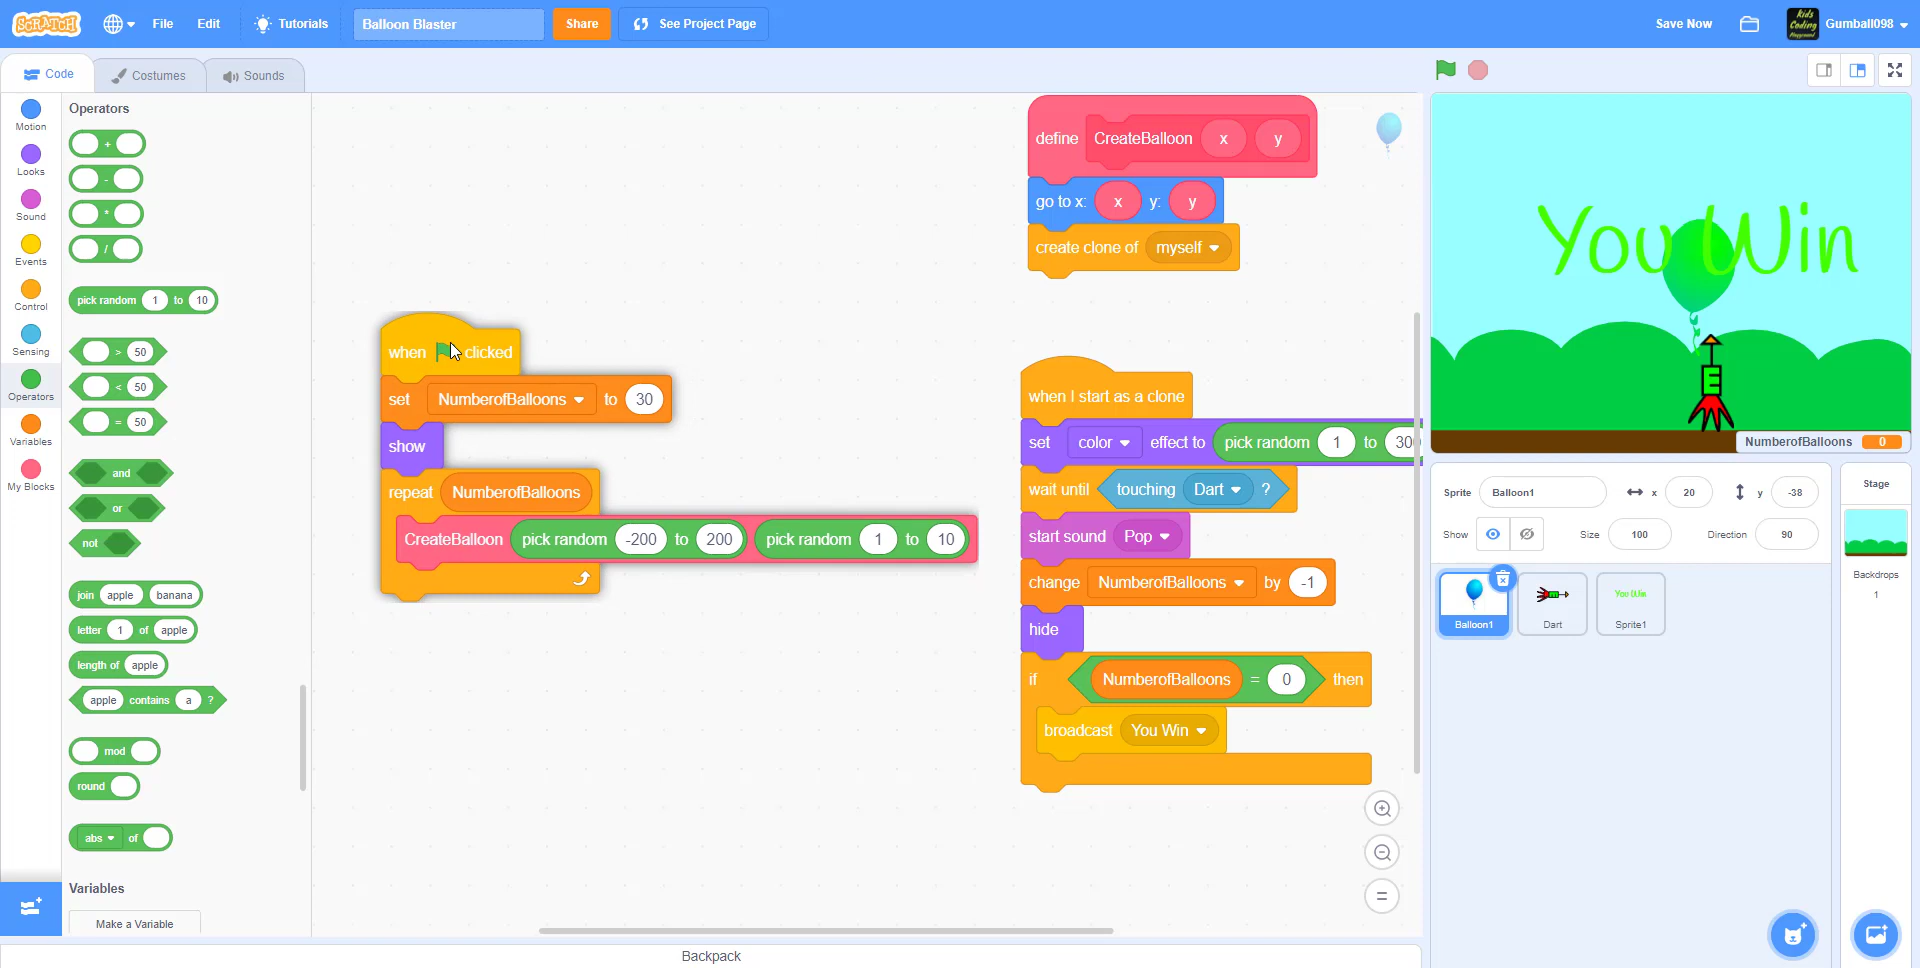 SCRATCH File Edit Tutorials Balloon Blaster Share See Project Page Save Now Kids Coding Playground Gumball098
Code Costumes Sounds
Motion
Looks
Sound
Events
Control
Sensing
Operators
Variables
My Blocks
Operators
+
-
*
/
pick random 1 to 10
> 50
< 50
= 50
and
or
not
join apple banana
letter 1 of apple
length of apple
apple contains a ?
mod
round
abs of
Variables
Make a Variable
when clicked
set NumberofBalloons to 30
show
repeat NumberofBalloons
CreateBalloon pick random -200 to 200 pick random 1 to 10
define CreateBalloon x y
go to x: x y: y
create clone of myself
when I start as a clone
set color effect to pick random 1 to 300
wait until touching Dart ?
start sound Pop
change NumberofBalloons by -1
hide
if NumberofBalloons = 0 then
broadcast You Win
=
Backpack
You Win
E
NumberofBalloons 0
Sprite Balloon1 x 20 y -38
Show Size 100 Direction 90
Balloon1
Dart
You Win
Sprite1
Stage
Backdrops
1